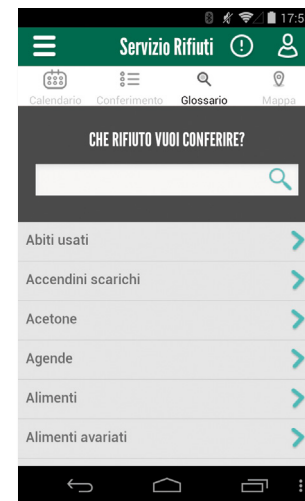 17:5
Servizio Rifiuti
Calendario Conferimento Glossario Mappa
CHE RIFIUTO VUOI CONFERIRE?
Abiti usati
Accendini scarichi
Acetone
Agende
Alimenti
Alimenti avariati